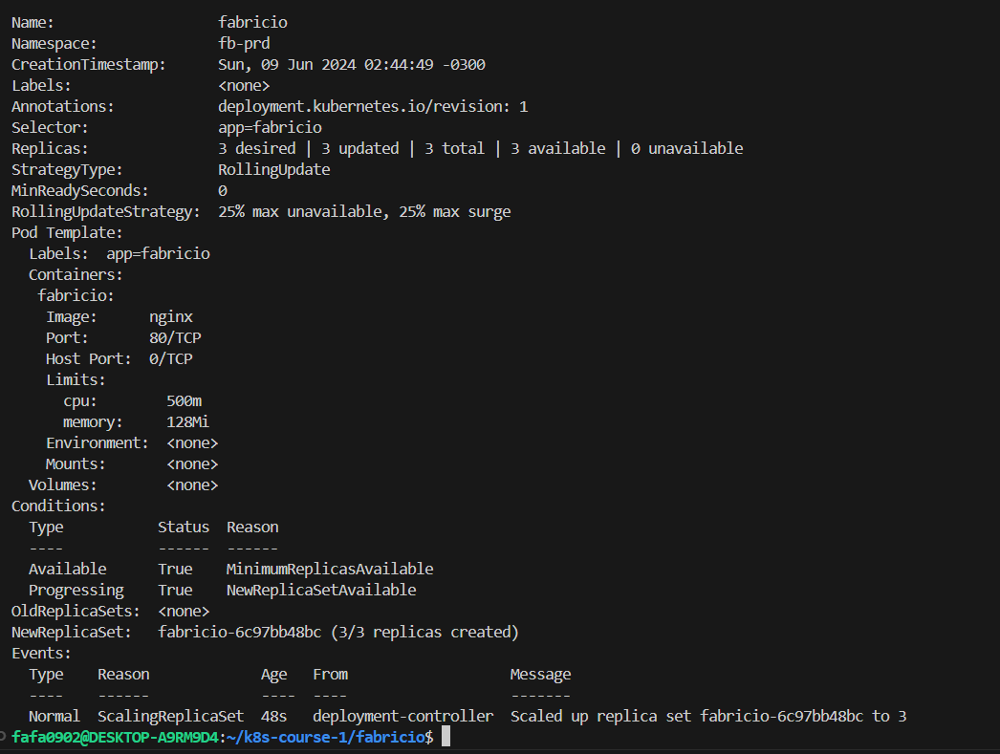 Name:                   fabricio
Namespace:              fb-prd
CreationTimestamp:      Sun, 09 Jun 2024 02:44:49 -0300
Labels:                 <none>
Annotations:            deployment.kubernetes.io/revision: 1
Selector:               app=fabricio
Replicas:               3 desired | 3 updated | 3 total | 3 available | 0 unavailable
StrategyType:           RollingUpdate
MinReadySeconds:        0
RollingUpdateStrategy:  25% max unavailable, 25% max surge
Pod Template:
  Labels:  app=fabricio
  Containers:
   fabricio:
    Image:      nginx
    Port:       80/TCP
    Host Port:  0/TCP
    Limits:
      cpu:        500m
      memory:     128Mi
    Environment:  <none>
    Mounts:       <none>
  Volumes:        <none>
Conditions:
  Type           Status  Reason
  ----           ------  ------
  Available      True    MinimumReplicasAvailable
  Progressing    True    NewReplicaSetAvailable
OldReplicaSets:  <none>
NewReplicaSet:   fabricio-6c97bb48bc (3/3 replicas created)
Events:
  Type    Reason             Age   From                   Message
  ----    ------             ----  ----                   -------
  Normal  ScalingReplicaSet  48s   deployment-controller  Scaled up replica set fabricio-6c97bb48bc to 3
fafa0902@DESKTOP-A9RM9D4:~/k8s-course-1/fabricio$